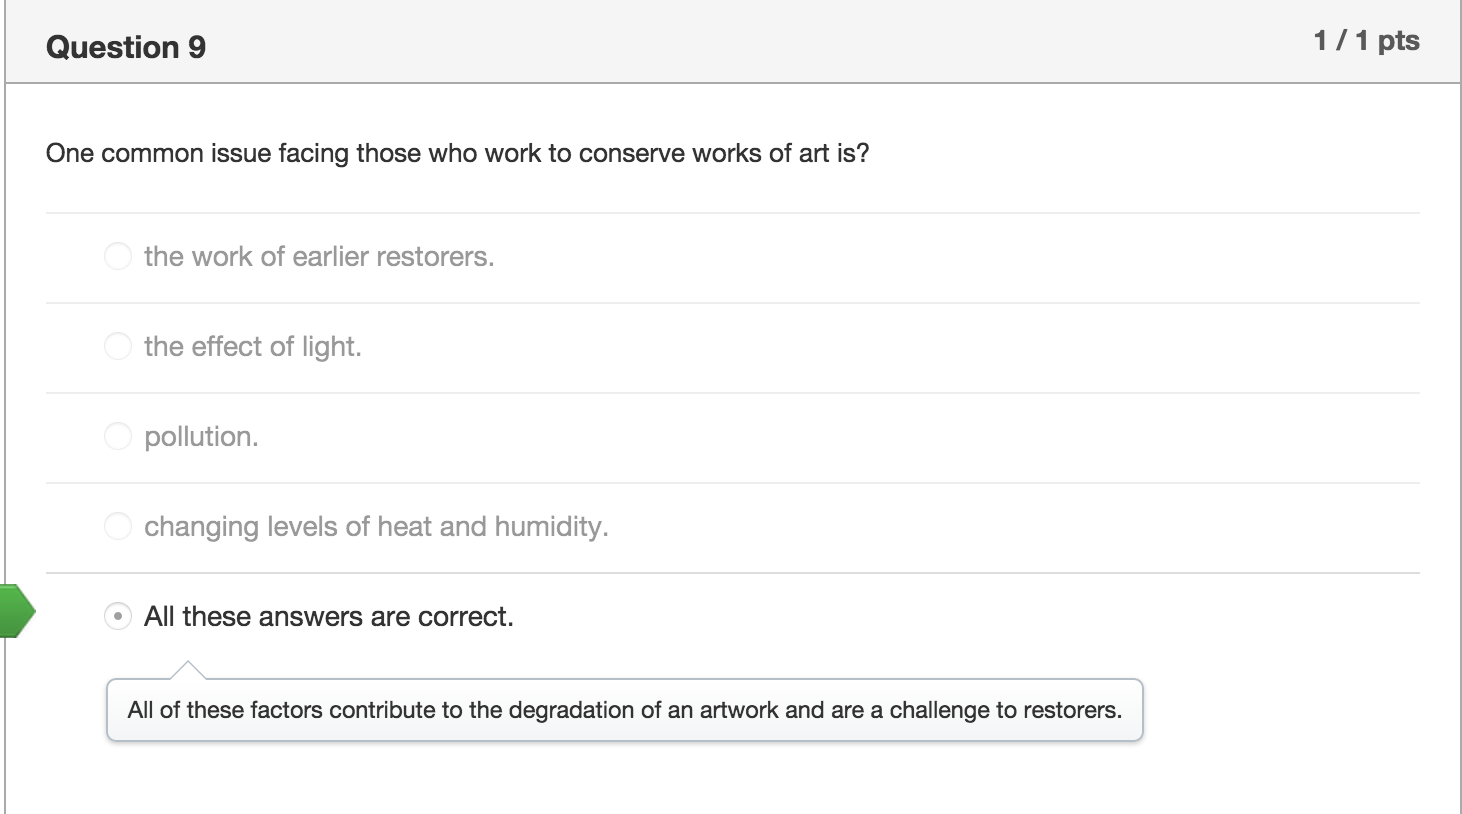 Question 9
1 / 1 pts
One common issue facing those who work to conserve works of art is?
the work of earlier restorers.
the effect of light.
pollution.
changing levels of heat and humidity.
All these answers are correct.
All of these factors contribute to the degradation of an artwork and are a challenge to restorers.